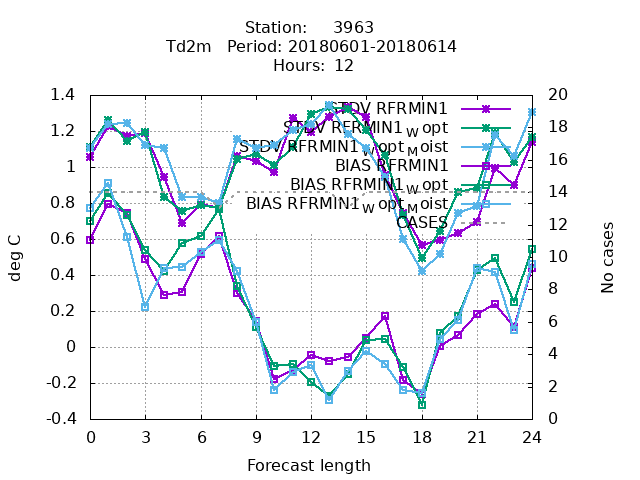 Station: 3963
Td2m Period: 20180601-20180614
Hours: 12
1.4
1.2
1
0.8
0.6
0.4
0.2
0
-0.2
-0.4
deg C
20
18
16
14
12
10
8
6
4
2
0
No cases
STDV RFRMIN1
STDV RFRMIN1_W opt
STDV RFRMIN1_W opt_M oist
BIAS RFRMIN1
BIAS RFRMIN1_W opt
BIAS RFRMIN1_W opt_M oist
CASES
0 3 6 9 12 15 18 21 24
Forecast length